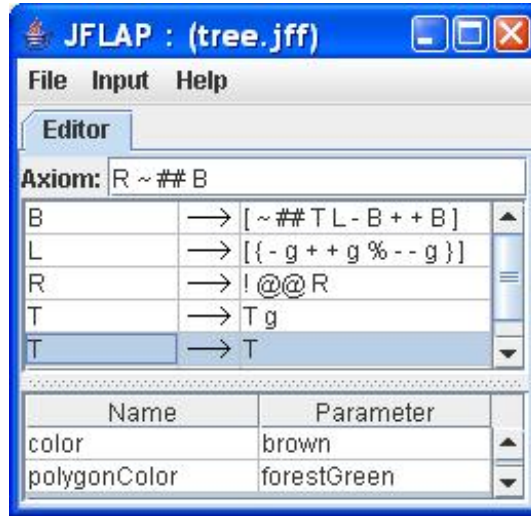 JFLAP : (tree.jff)
File Input Help
Editor
Axiom: R ~ ## B
B → [ ~ ## T L - B + + B ]
L → [ { - g + + g % - - g } ]
R → ! @@ R
T → T g
T → T
Name Parameter
color brown
polygonColor forestGreen